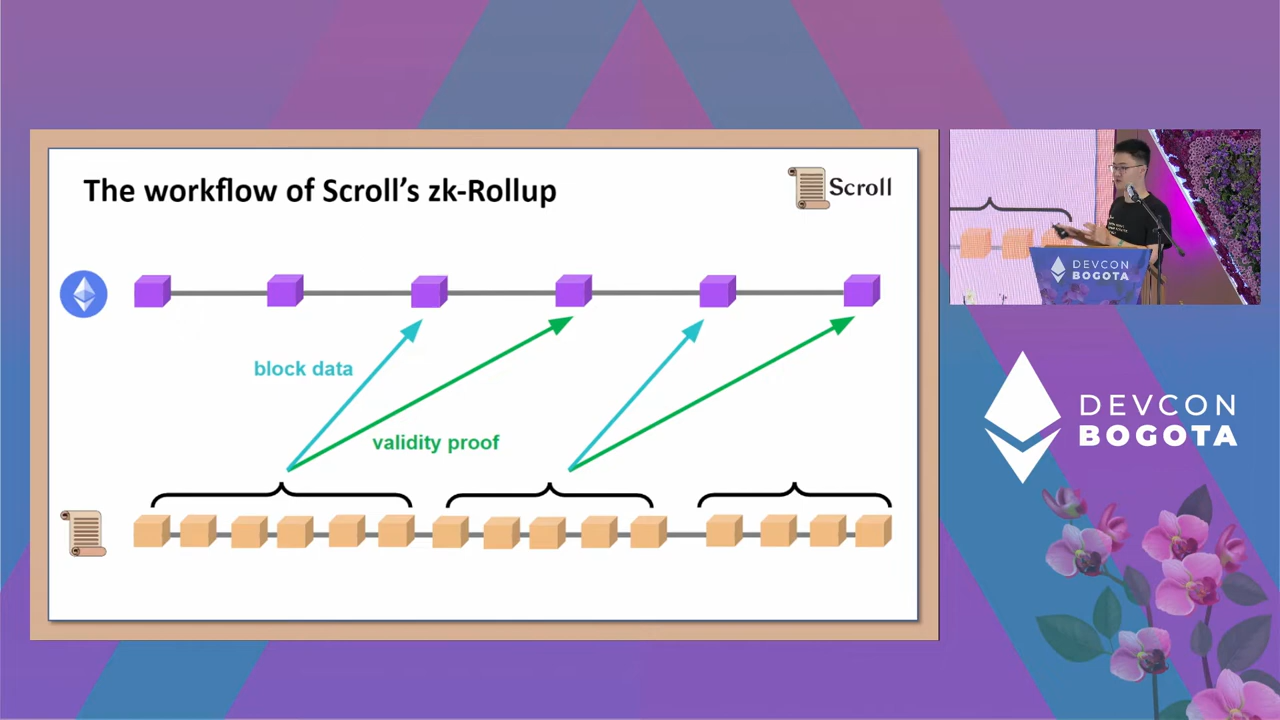 The workflow of Scroll's zk-Rollup
Scroll
block data
validity proof
DEVCON
BOGOTA
DEVCON
BOGOTA